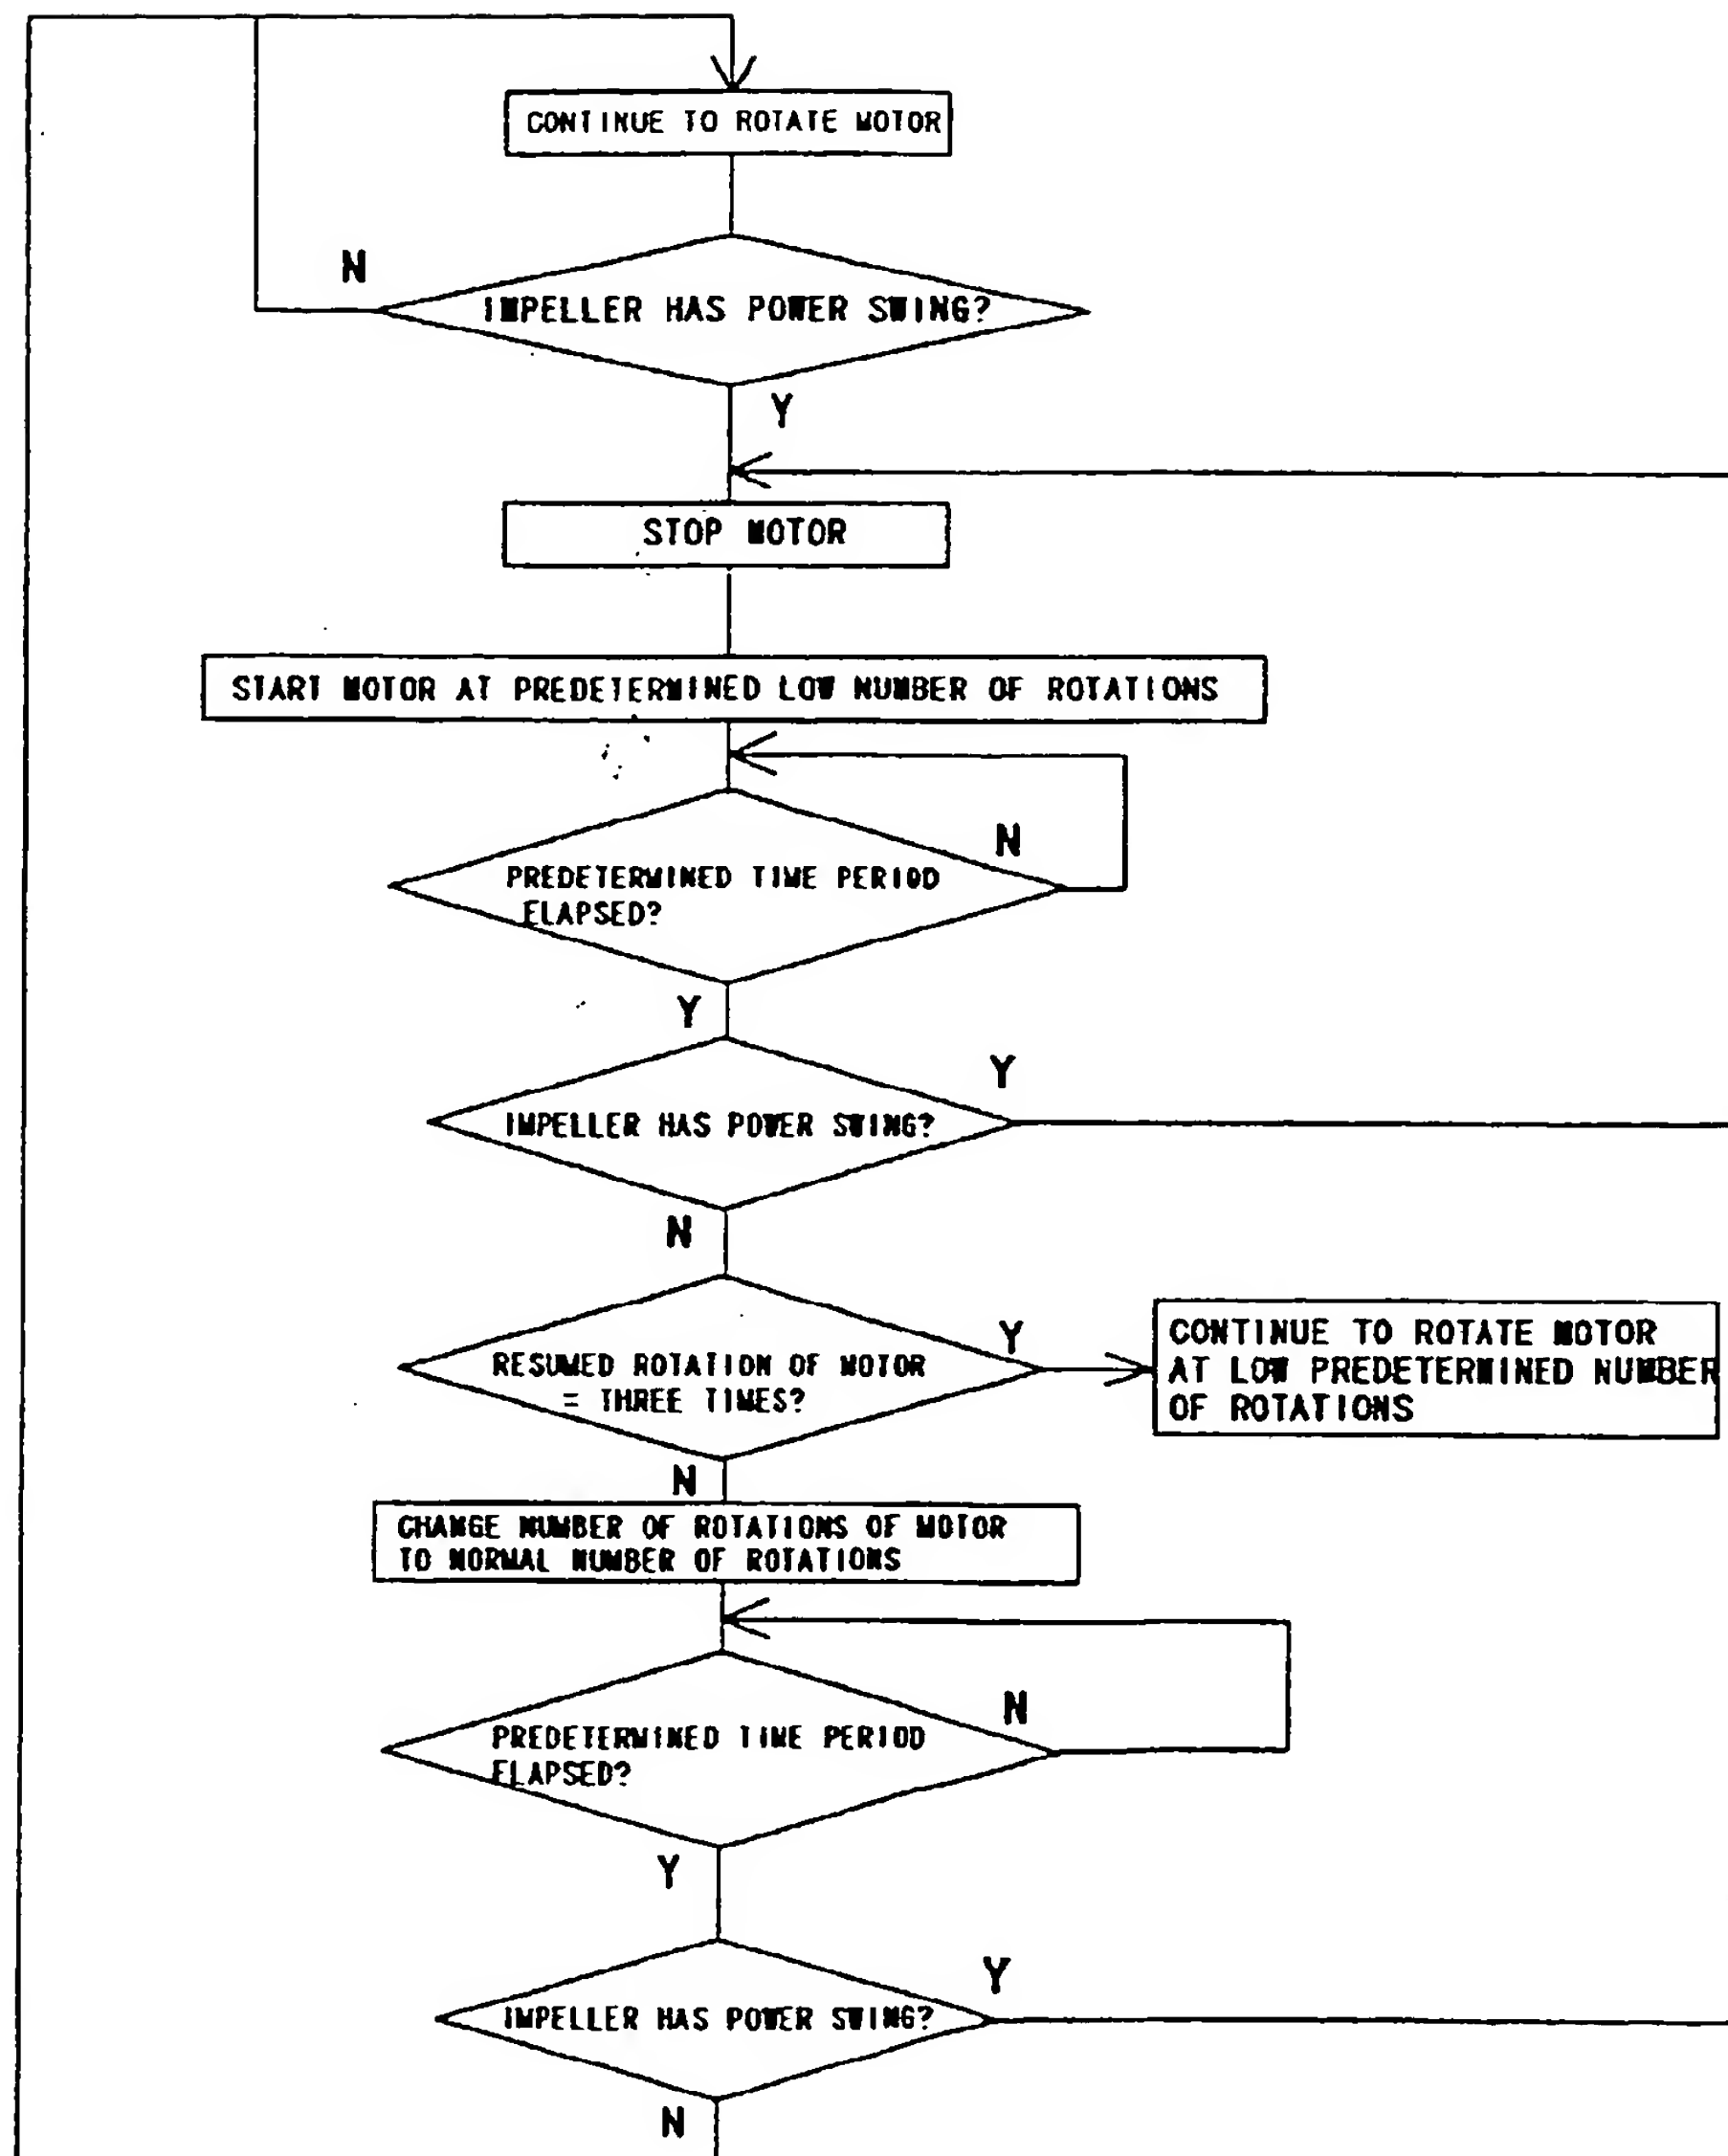 CONTINUE TO ROTATE MOTOR
N
IMPELLER HAS POWER SWING?
Y
STOP MOTOR
START MOTOR AT PREDETERMINED LOW NUMBER OF ROTATIONS
N
PREDETERMINED TIME PERIOD
ELAPSED?
Y
Y
IMPELLER HAS POWER SWING?
N
Y
RESUMED ROTATION OF MOTOR
= THREE TIMES?
CONTINUE TO ROTATE MOTOR
AT LOW PREDETERMINED NUMBER
OF ROTATIONS
N
CHANGE NUMBER OF ROTATIONS OF MOTOR
TO NORMAL NUMBER OF ROTATIONS
N
PREDETERMINED TIME PERIOD
ELAPSED?
Y
Y
IMPELLER HAS POWER SWING?
N